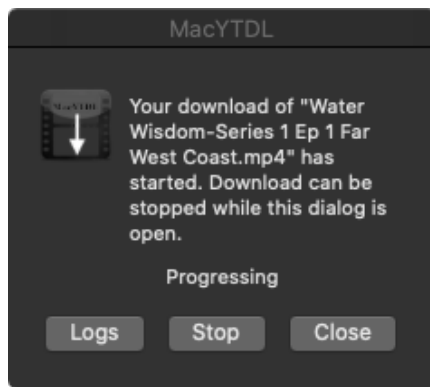 MacYTDL
MacYTDL
Your download of "Water
Wisdom-Series 1 Ep 1 Far
West Coast.mp4" has
started. Download can be
stopped while this dialog is
open.
Progressing
Logs Stop Close